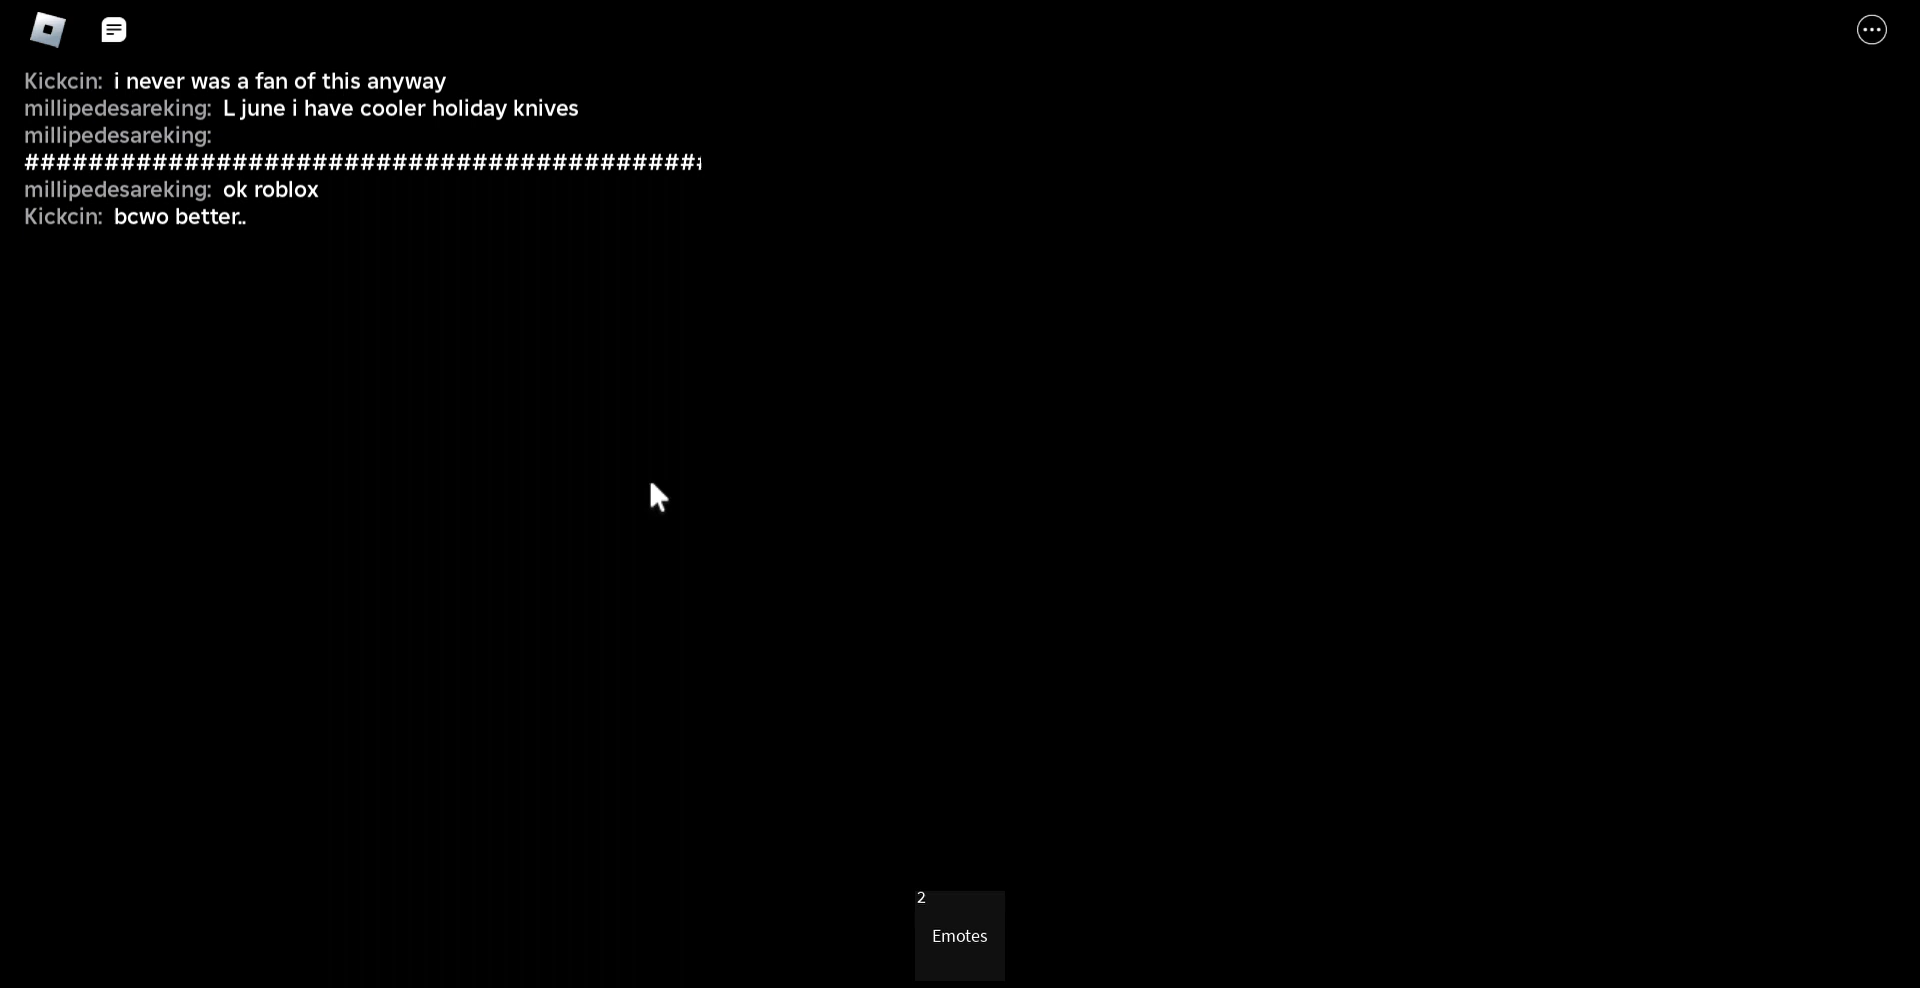 Kickcin: i never was a fan of this anyway
millipedesareking: L june i have cooler holiday knives
millipedesareking:
###########################################
millipedesareking: ok roblox
Kickcin: bcwo better..
2
Emotes